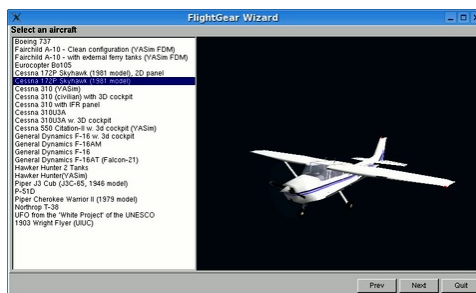 FlightGear Wizard
Select an aircraft
Boeing 737
Fairchild A-10 - Clean configuration (YASim FDM)
Fairchild A-10 - with external ferry tanks (YASim FDM)
Eurocopter Bo105
Cessna 172P Skyhawk (1981 model), 2D panel
Cessna 172P Skyhawk (1981 model)
Cessna 310 (YASim)
Cessna 310 (civilian) with 3D cockpit
Cessna 310 with IFR panel
Cessna 310U3A
Cessna 310U3A w. 3D cockpit
Cessna 550 Citation-II w. 3d cockpit (YASim)
General Dynamics F-16 w. 3d cockpit
General Dynamics F-16AM
General Dynamics F-16
General Dynamics F-16AT (Falcon-21)
Hawker Hunter 2 Tanks
Hawker Hunter(YASim)
Piper J3 Cub (J3C-65, 1946 model)
P-51D
Piper Cherokee Warrior II (1979 model)
Northrop T-38
UFO from the 'White Project' of the UNESCO
1903 Wright Flyer (UIUC)
Prev Next Quit